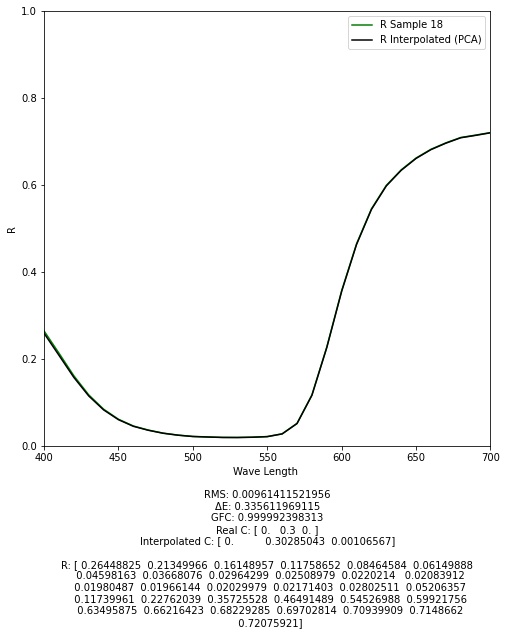 1.0
0.8
0.6
0.4
0.2
0.0
R
R Sample 18
R Interpolated (PCA)
400 450 500 550 600 650 700
Wave Length
RMS: 0.00961411521956
ΔE: 0.335611969115
GFC: 0.999992398313
Real C: [ 0. 0.3 0. ]
Interpolated C: [ 0. 0.30285043 0.00106567]
R: [ 0.26448825 0.21349966 0.16148957 0.11758652 0.08464584 0.06149888
0.04598163 0.03668076 0.02964299 0.02508979 0.0220214 0.02083912
0.01980487 0.01966144 0.02029979 0.02171403 0.02802511 0.05206357
0.11739961 0.22762039 0.35725528 0.46491489 0.54526988 0.59921756
0.63495875 0.66216423 0.68229285 0.69702814 0.70939909 0.7148662
0.72075921]